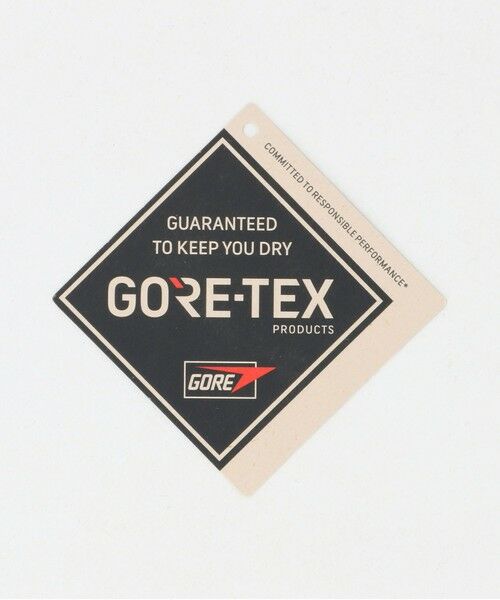 COMMITTED TO RESPONSIBLE PERFORMANCE*
GUARANTEED
TO KEEP YOU DRY
GORE-TEX
PRODUCTS
GORE